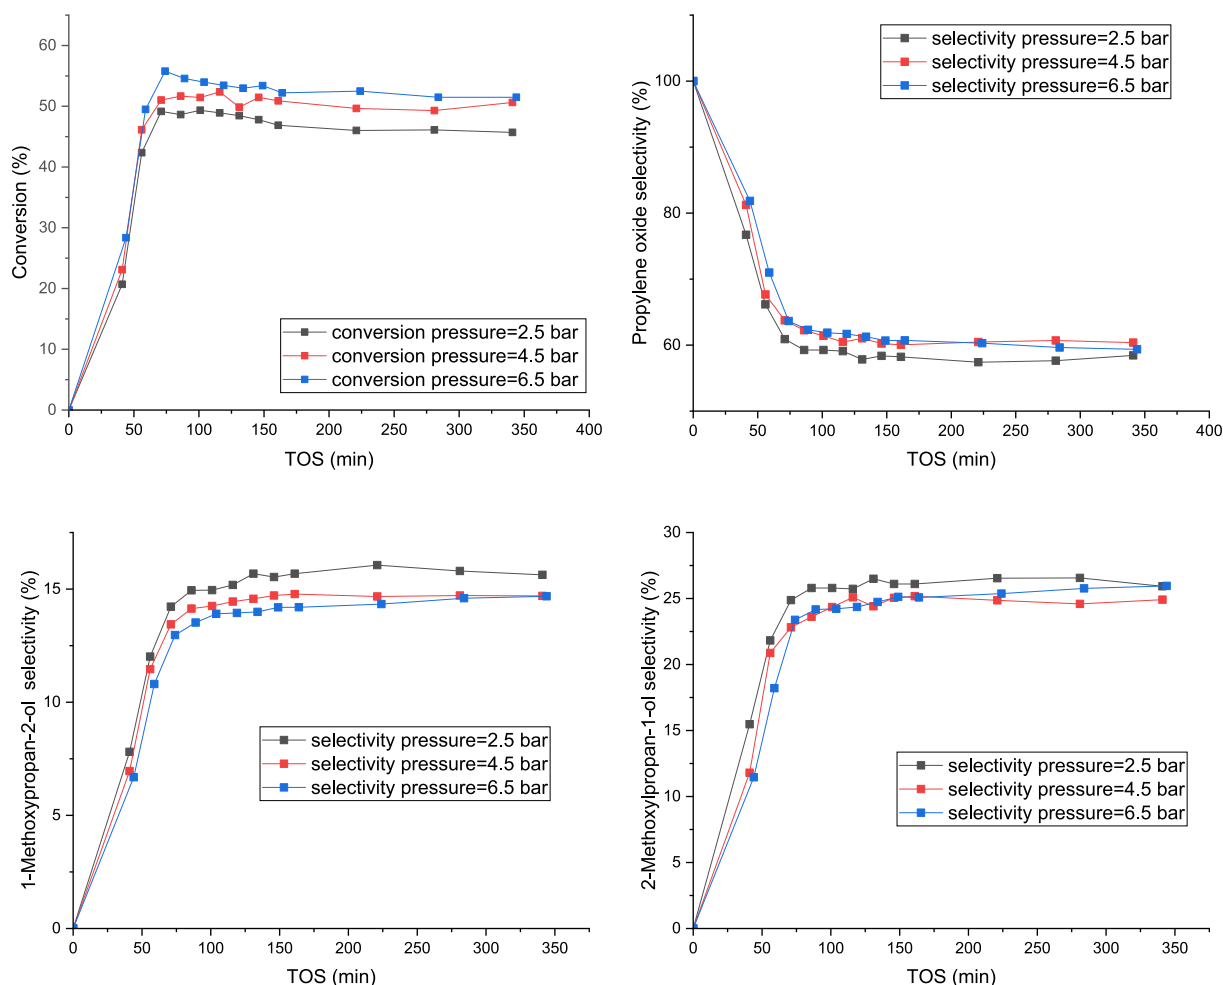 60
50
40
30
20
10
0
Conversion (%)
conversion pressure=2.5 bar
conversion pressure=4.5 bar
conversion pressure=6.5 bar
0 50 100 150 200 250 300 350 400
TOS (min)
100
80
60
Propylene oxide selectivity (%)
selectivity pressure=2.5 bar
selectivity pressure=4.5 bar
selectivity pressure=6.5 bar
0 50 100 150 200 250 300 350 400
TOS (min)
15
10
5
0
1-Methoxypropan-2-ol selectivity (%)
selectivity pressure=2.5 bar
selectivity pressure=4.5 bar
selectivity pressure=6.5 bar
0 50 100 150 200 250 300 350
TOS (min)
30
25
20
15
10
5
0
2-Methoxylpropan-1-ol selectivity (%)
selectivity pressure=2.5 bar
selectivity pressure=4.5 bar
selectivity pressure=6.5 bar
0 50 100 150 200 250 300 350
TOS (min)